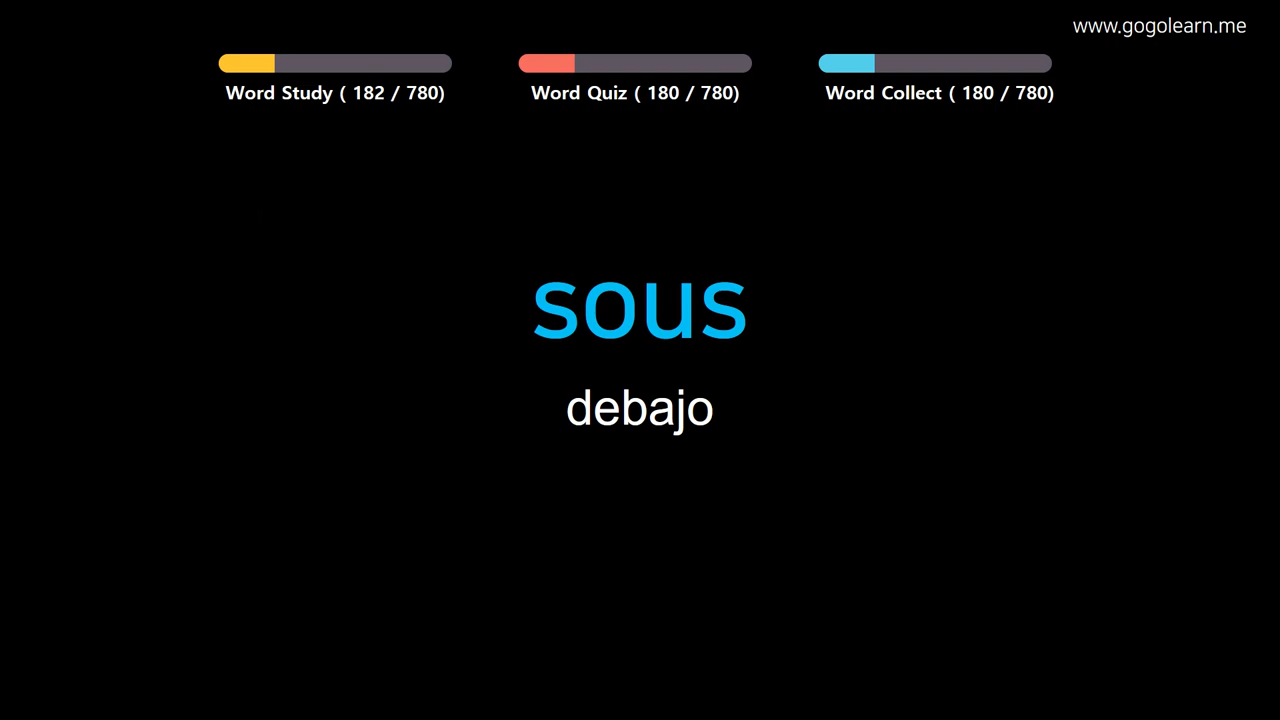 www.gogolearn.me
Word Study ( 182 / 780)
Word Quiz ( 180 / 780)
Word Collect ( 180 / 780)
sous
debajo